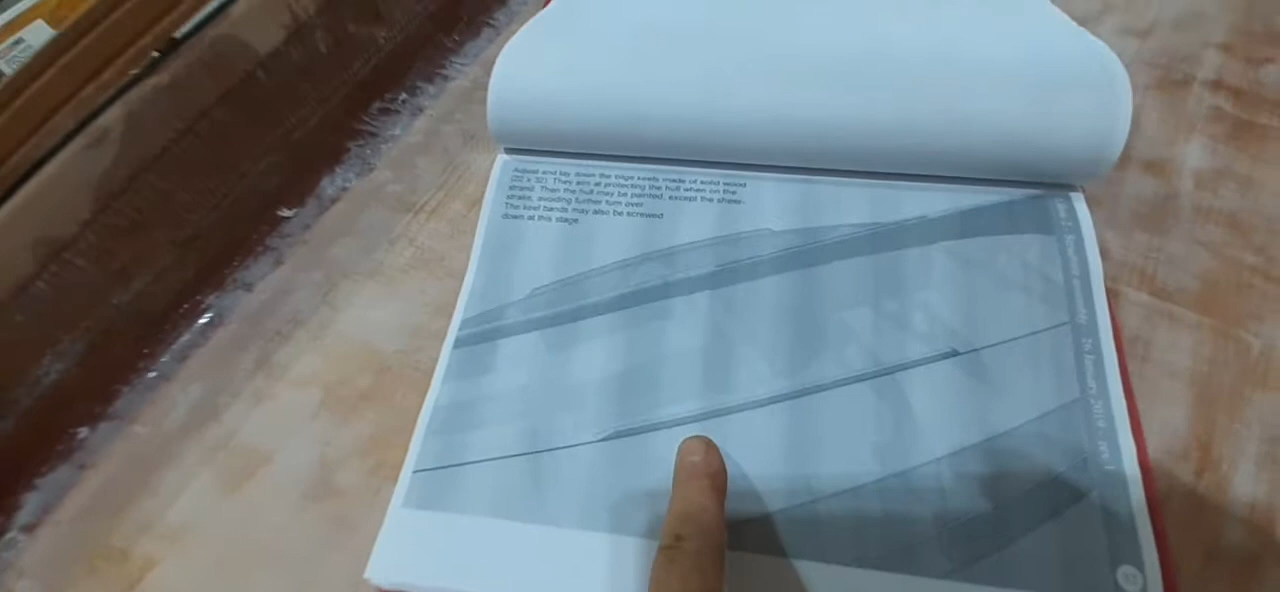 Adjust and lay down the bilge keels made of solid wood
(22 x 32). They aim at protecting the hull when on the
strand. Then the hull may be painted, except the sheer-
strake, avoiding further turn over.
The keel bands may also be screwed
down at this stage.
assembly - 26 January 2019 -